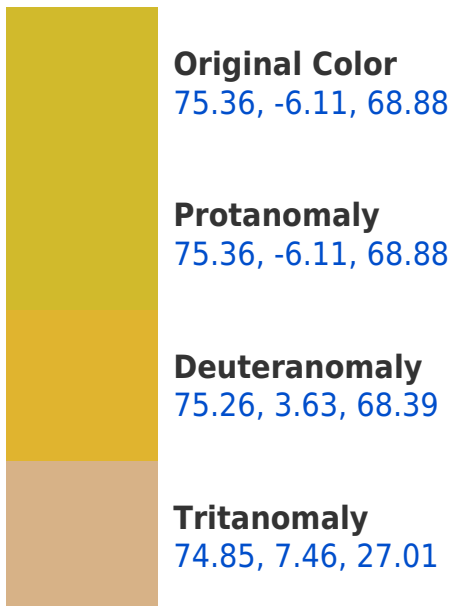 Original Color
75.36, -6.11, 68.88
Protanomaly
75.36, -6.11, 68.88
Deuteranomaly
75.26, 3.63, 68.39
Tritanomaly
74.85, 7.46, 27.01